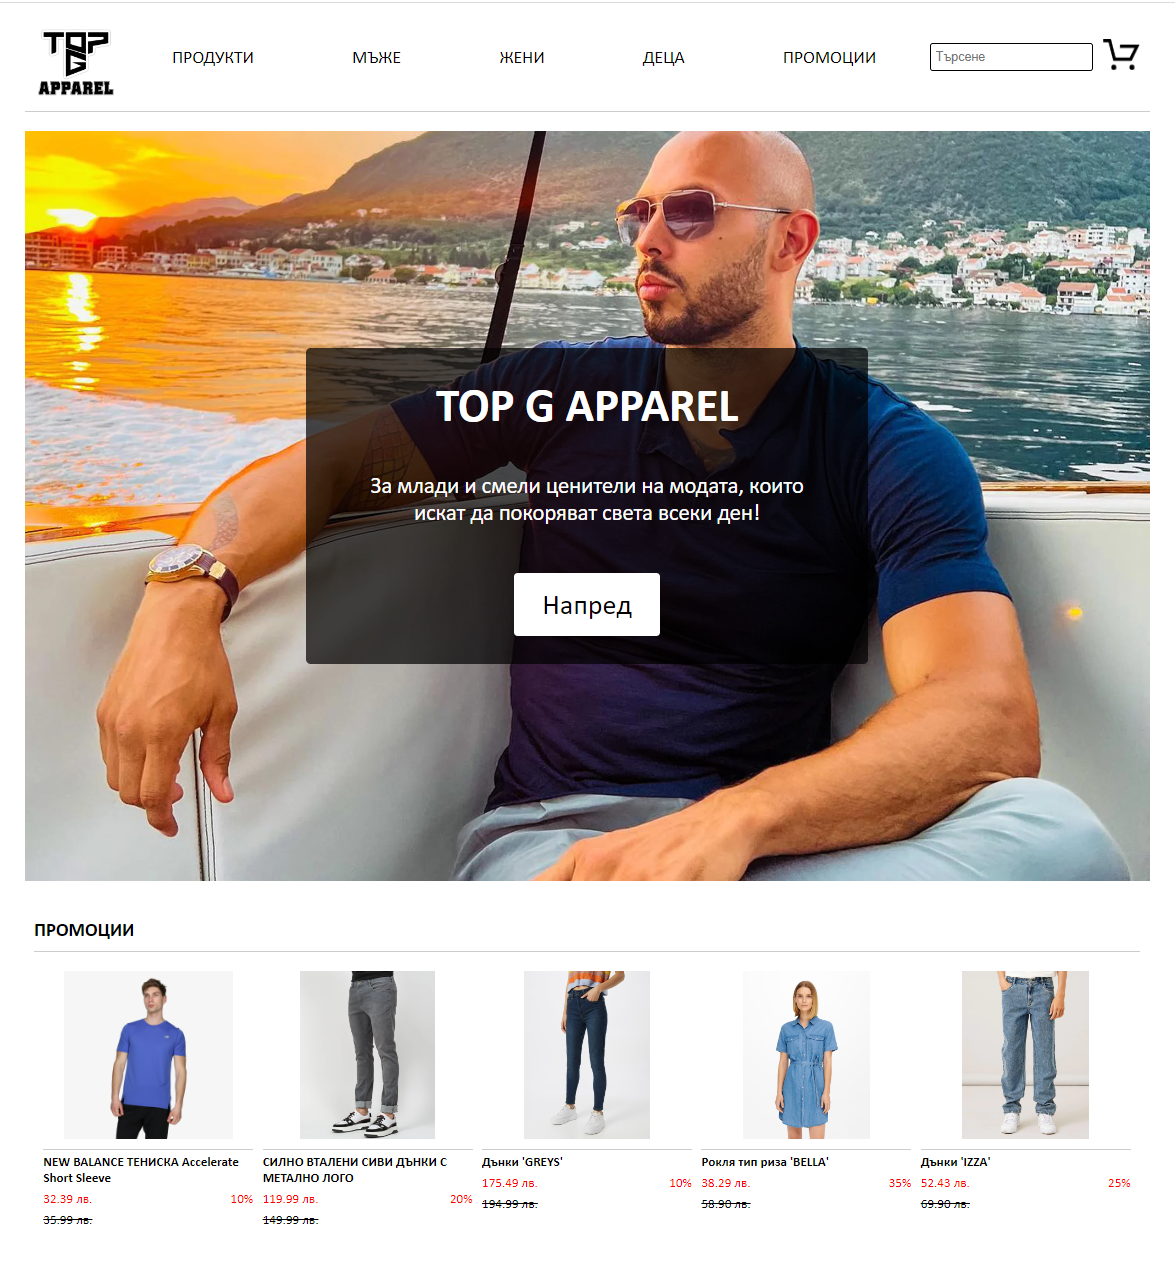 TOP
G
APPAREL
ПРОДУКТИ
МЪЖЕ
ЖЕНИ
ДЕЦА
ПРОМОЦИИ
Търсене
TOP G APPAREL
За млади и смели ценители на модата, които
искат да покоряват света всеки ден!
Напред
ПРОМОЦИИ
NEW BALANCE ТЕНИСКА Accelerate
Short Sleeve
32.39 лв. 10%
35.99 лв.
СИЛНО ВТАЛЕНИ СИВИ ДЪНКИ С
МЕТАЛНО ЛОГО
119.99 лв. 20%
149.99 лв.
Дънки 'GREYS'
175.49 лв. 10%
194.99 лв.
Рокля тип риза 'BELLA'
38.29 лв. 35%
58.90 лв.
Дънки 'IZZA'
52.43 лв. 25%
69.90 лв.